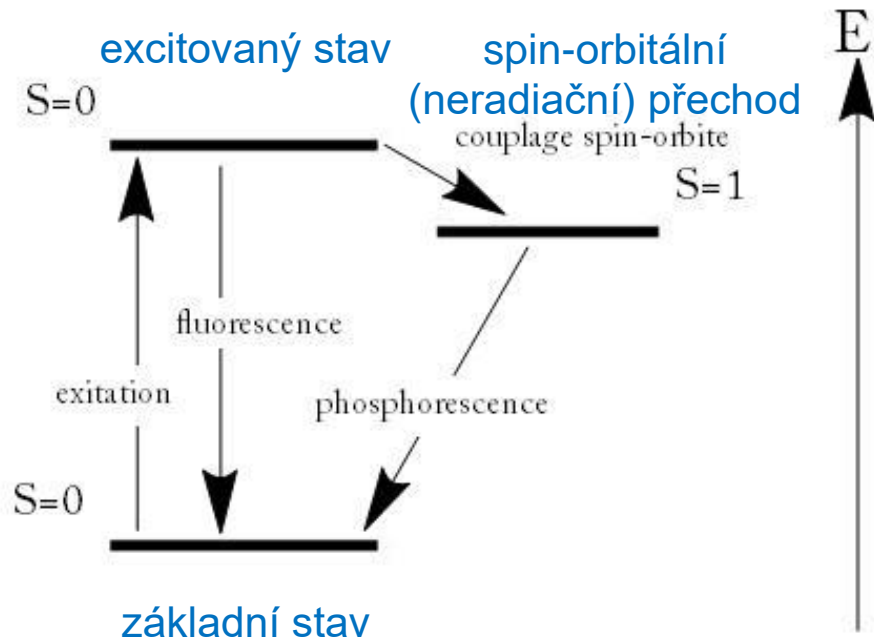 excitovaný stav
spin-orbitální
(neradiační) přechod
couplage spin-orbite
E
S=0
S=1
fluorescence
exitation
phosphorescence
S=0
základní stav